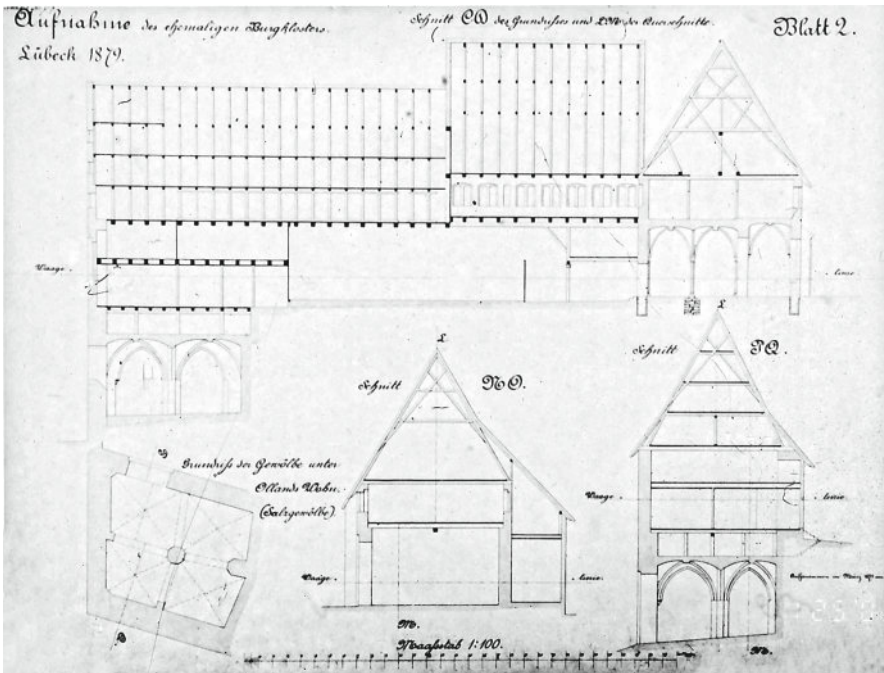 Aufnahme des ehemaligen Burgklosters.
Lübeck 1879.
Schnitt CD des Grundrisses und LM der Querschnitte.
Blatt 2.
Waage-
linie.
L
Schnitt NO.
L
Schnitt PQ.
Grundriss der Gewölbe unter
Wohn.
(Salzgewölbe)
Waage-
linie.
Waage-
linie.
M.
M.
Maaßstab 1:100.